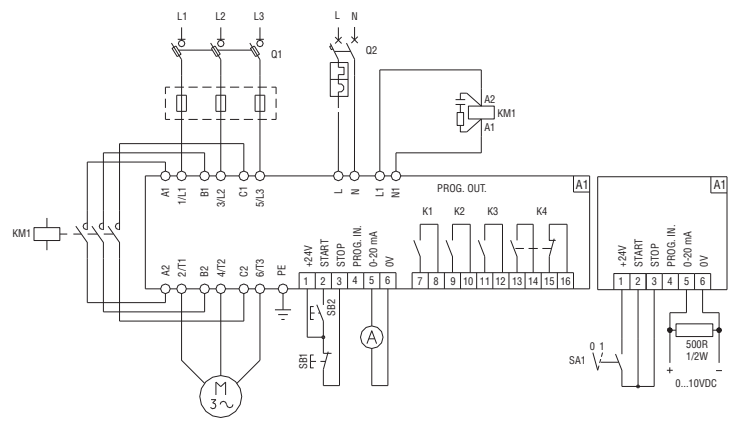 L1 L2 L3 L N
Q1 Q2
A2
KM1
A1
A1 1/L1 B1 3/L2 C1 5/L3 L N L1 N1
PROG. OUT.
A1
A1
KM1
K1 K2 K3 K4
+24V START STOP PROG. IN. 0-20 mA 0V
+24V START STOP PROG. IN. 0-20 mA 0V
A2 2/T1 B2 4/T2 C2 6/T3 PE
1 2 3 4 5 6
7 8 9 10 11 12 13 14 15 16
1 2 3 4 5 6
SB2
A
SB1
500R
1/2W
0 1
SA1
+ –
0...10VDC
M
3∿